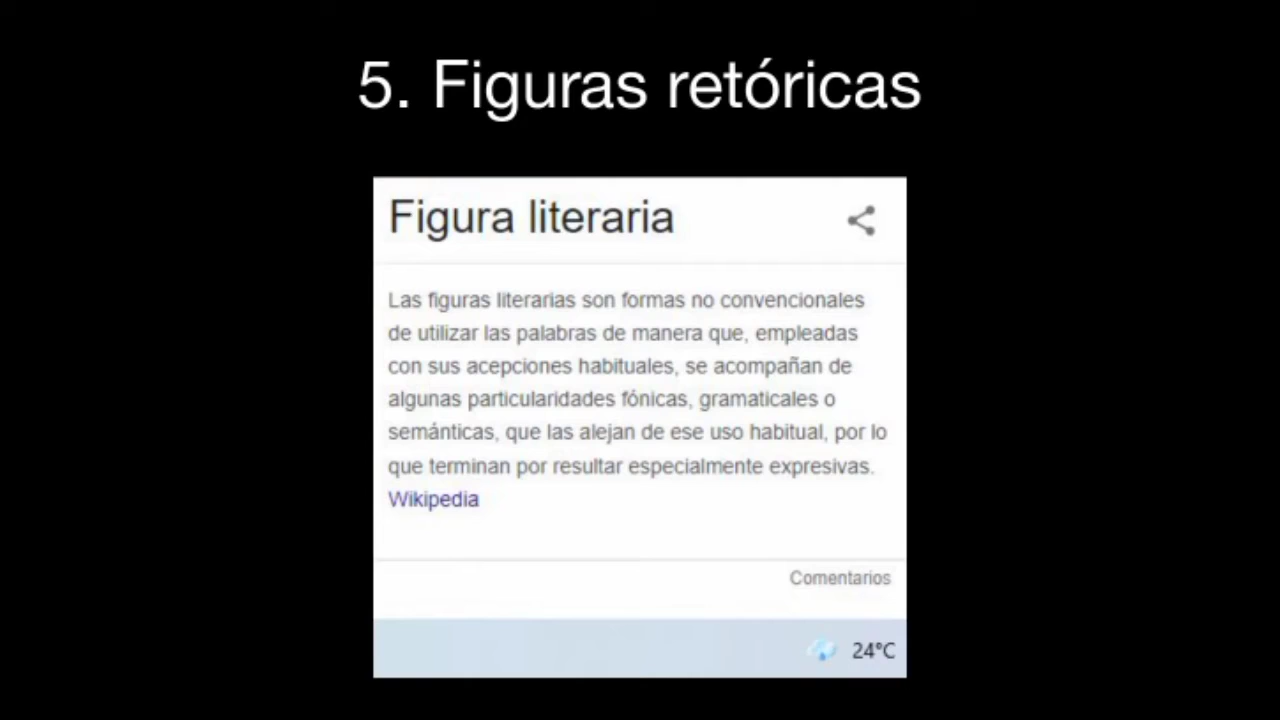 5. Figuras retóricas
Figura literaria
Las figuras literarias son formas no convencionales
de utilizar las palabras de manera que, empleadas
con sus acepciones habituales, se acompañan de
algunas particularidades fónicas, gramaticales o
semánticas, que las alejan de ese uso habitual, por lo
que terminan por resultar especialmente expresivas.
Wikipedia
Comentarios
24°C